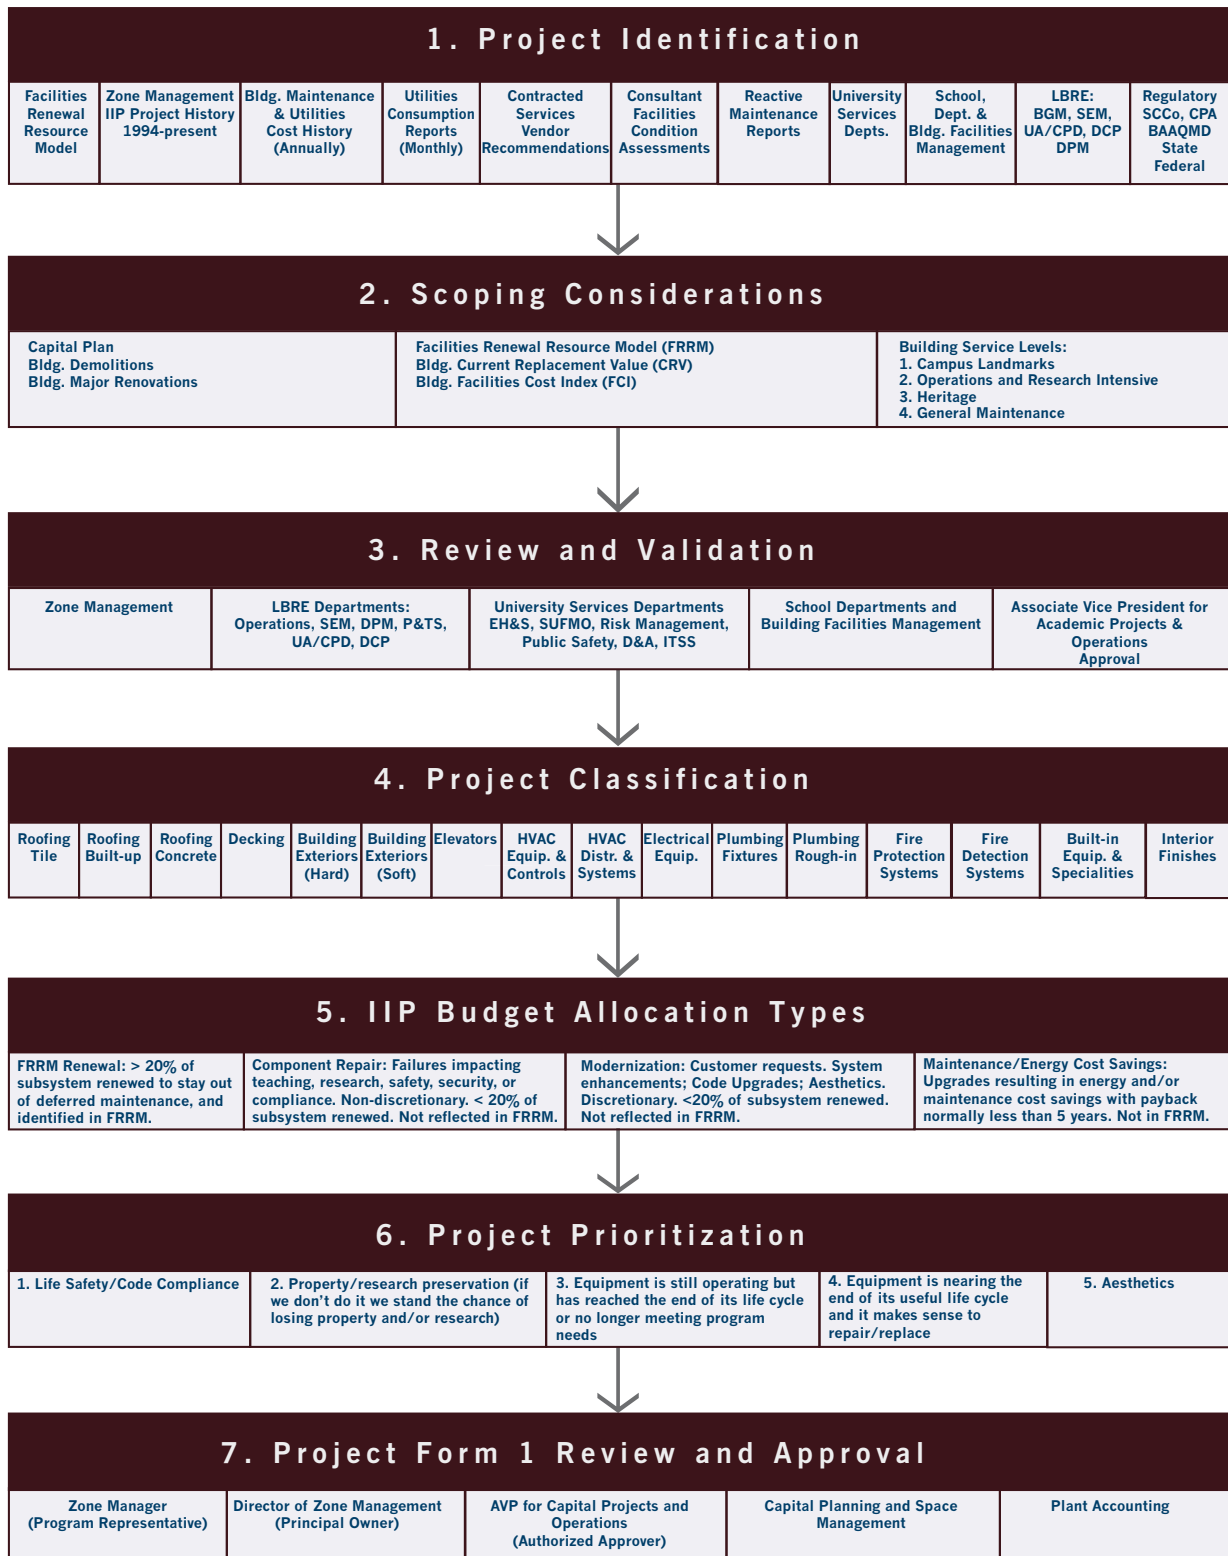 1. Project Identification
Facilities
Renewal
Resource
Model
Zone Management
IIP Project History
1994-present
Bldg. Maintenance
& Utilities
Cost History
(Annually)
Utilities
Consumption
Reports
(Monthly)
Contracted
Services
Vendor
Recommendations
Consultant
Facilities
Condition
Assessments
Reactive
Maintenance
Reports
University
Services
Depts.
School,
Dept. &
Bldg. Facilities
Management
LBRE:
BGM, SEM,
UA/CPD, DCP
DPM
Regulatory
SCCo, CPA
BAAQMD
State
Federal
2. Scoping Considerations
Capital Plan
Bldg. Demolitions
Bldg. Major Renovations
Facilities Renewal Resource Model (FRRM)
Bldg. Current Replacement Value (CRV)
Bldg. Facilities Cost Index (FCI)
Building Service Levels:
1. Campus Landmarks
2. Operations and Research Intensive
3. Heritage
4. General Maintenance
3. Review and Validation
Zone Management
LBRE Departments:
Operations, SEM, DPM, P&TS,
UA/CPD, DCP
University Services Departments
EH&S, SUFMO, Risk Management,
Public Safety, D&A, ITSS
School Departments and
Building Facilities Management
Associate Vice President for
Academic Projects &
Operations
Approval
4. Project Classification
Roofing
Tile
Roofing
Built-up
Roofing
Concrete
Decking
Building
Exteriors
(Hard)
Building
Exteriors
(Soft)
Elevators
HVAC
Equip. &
Controls
HVAC
Distr. &
Systems
Electrical
Equip.
Plumbing
Fixtures
Plumbing
Rough-in
Fire
Protection
Systems
Fire
Detection
Systems
Built-in
Equip. &
Specialities
Interior
Finishes
5. IIP Budget Allocation Types
FRRM Renewal: > 20% of
subsystem renewed to stay out
of deferred maintenance, and
identified in FRRM.
Component Repair: Failures impacting
teaching, research, safety, security, or
compliance. Non-discretionary. < 20% of
subsystem renewed. Not reflected in FRRM.
Modernization: Customer requests. System
enhancements; Code Upgrades; Aesthetics.
Discretionary. <20% of subsystem renewed.
Not reflected in FRRM.
Maintenance/Energy Cost Savings:
Upgrades resulting in energy and/or
maintenance cost savings with payback
normally less than 5 years. Not in FRRM.
6. Project Prioritization
1. Life Safety/Code Compliance
2. Property/research preservation (if
we don't do it we stand the chance of
losing property and/or research)
3. Equipment is still operating but
has reached the end of its life cycle
or no longer meeting program
needs
4. Equipment is nearing the
end of its useful life cycle
and it makes sense to
repair/replace
5. Aesthetics
7. Project Form 1 Review and Approval
Zone Manager
(Program Representative)
Director of Zone Management
(Principal Owner)
AVP for Capital Projects and
Operations
(Authorized Approver)
Capital Planning and Space
Management
Plant Accounting